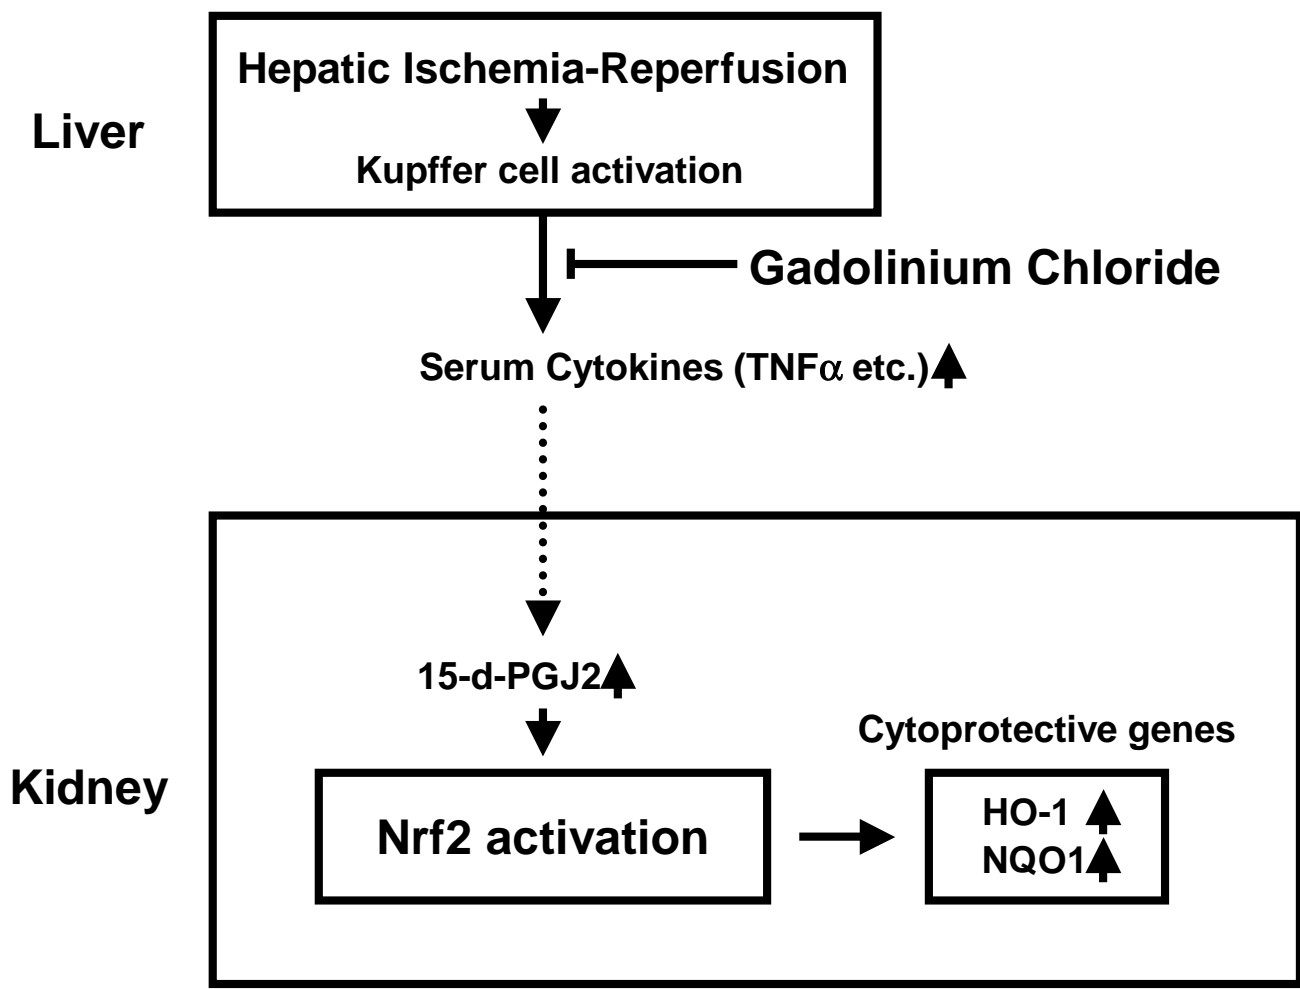 Hepatic Ischemia-Reperfusion
Liver
Kupffer cell activation
Gadolinium Chloride
Serum Cytokines (TNFα etc.)
15-d-PGJ2
Cytoprotective genes
Kidney
Nrf2 activation
HO-1
NQO1